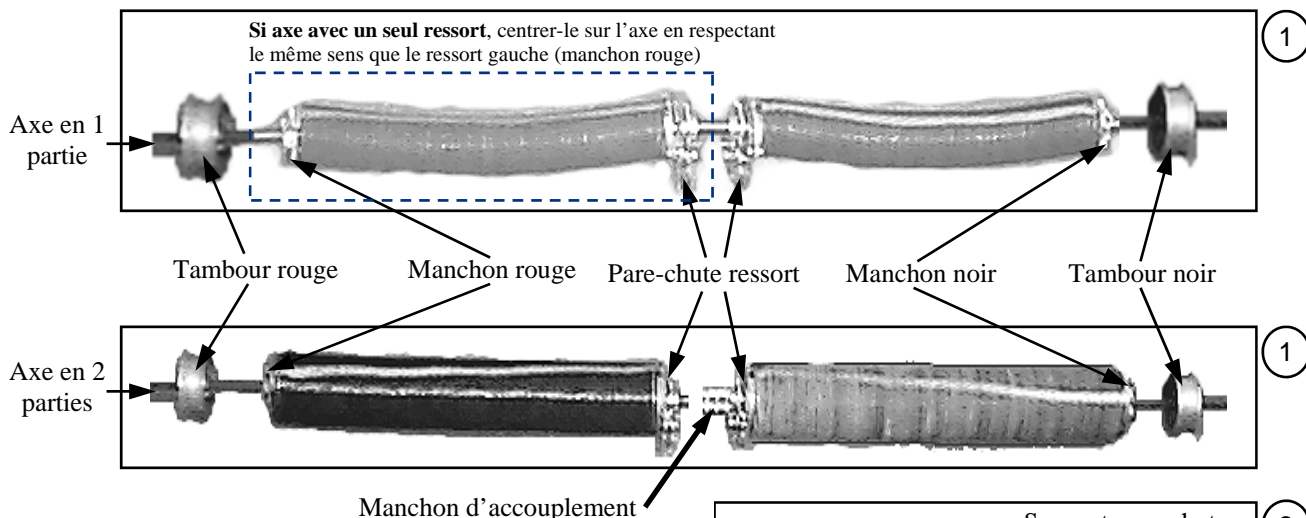 Si axe avec un seul ressort, centrer-le sur l’axe en respectant
le même sens que le ressort gauche (manchon rouge)
1
Axe en 1
partie
Tambour rouge
Manchon rouge
Pare-chute ressort
Manchon noir
Tambour noir
Axe en 2
parties
1
Manchon d’accouplement